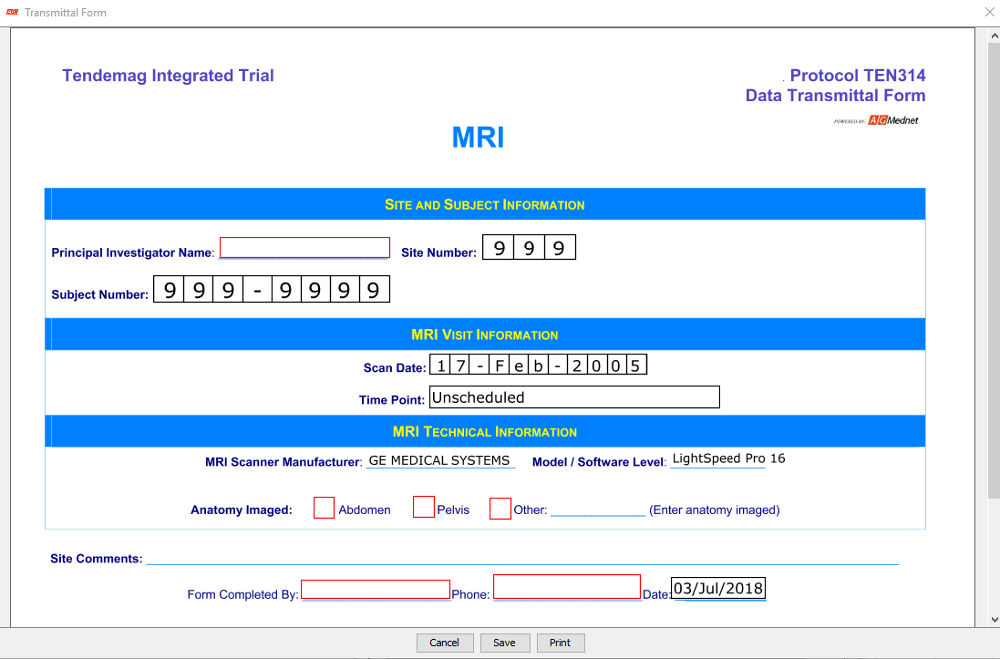 AG Transmittal Form
Tendemag Integrated Trial
. Protocol TEN314
Data Transmittal Form
POWERED BY: AG Mednet
MRI
SITE AND SUBJECT INFORMATION
Principal Investigator Name: Site Number: 999
Subject Number: 999-9999
MRI VISIT INFORMATION
Scan Date: 17-Feb-2005
Time Point: Unscheduled
MRI TECHNICAL INFORMATION
MRI Scanner Manufacturer: GE MEDICAL SYSTEMS Model / Software Level: LightSpeed Pro 16
Anatomy Imaged: Abdomen Pelvis Other: (Enter anatomy imaged)
Site Comments:
Form Completed By: Phone: Date: 03/Jul/2018
Cancel Save Print